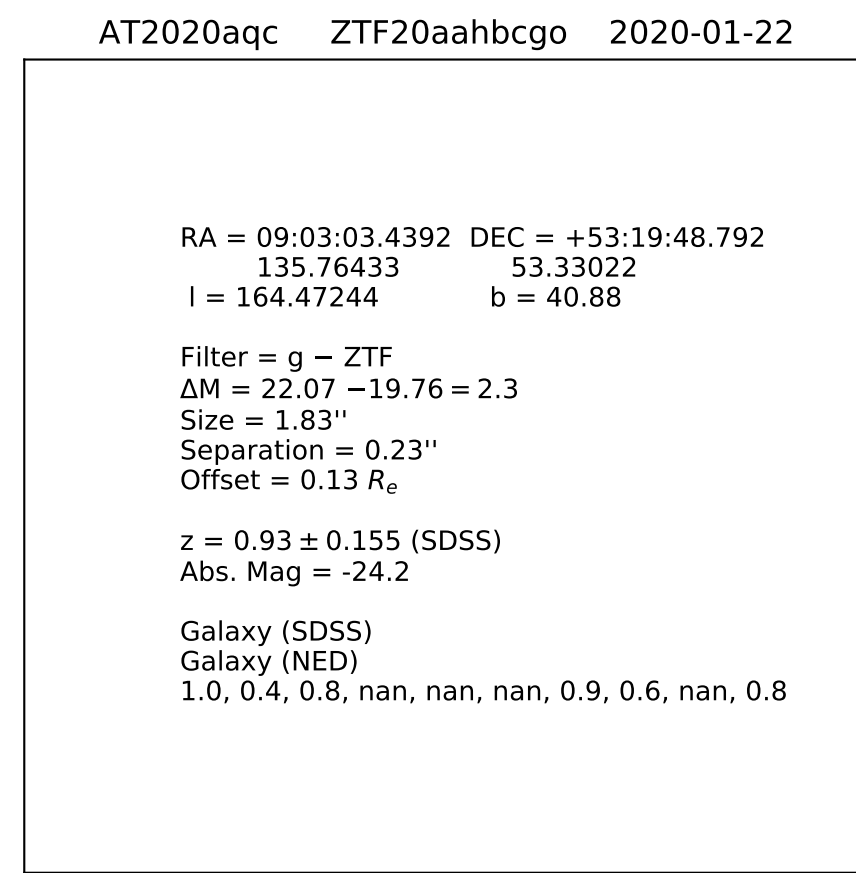 AT2020aqc ZTF20aahbcgo 2020-01-22
RA = 09:03:03.4392 DEC = +53:19:48.792
135.76433 53.33022
l = 164.47244 b = 40.88
Filter = g − ZTF
ΔM = 22.07 −19.76 = 2.3
Size = 1.83''
Separation = 0.23''
Offset = 0.13 Rₑ
z = 0.93 ± 0.155 (SDSS)
Abs. Mag = -24.2
Galaxy (SDSS)
Galaxy (NED)
1.0, 0.4, 0.8, nan, nan, nan, 0.9, 0.6, nan, 0.8